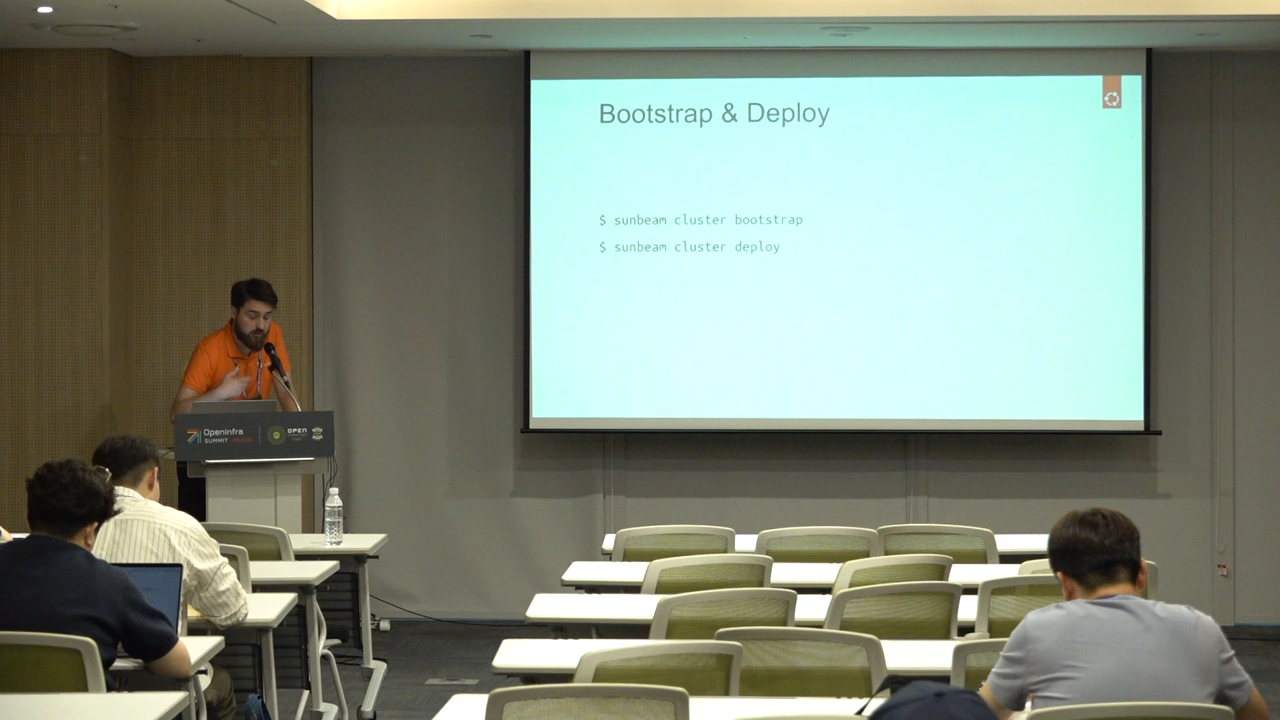 Bootstrap & Deploy
$ sunbeam cluster bootstrap
$ sunbeam cluster deploy
OpenInfra
SUMMIT
OPEN